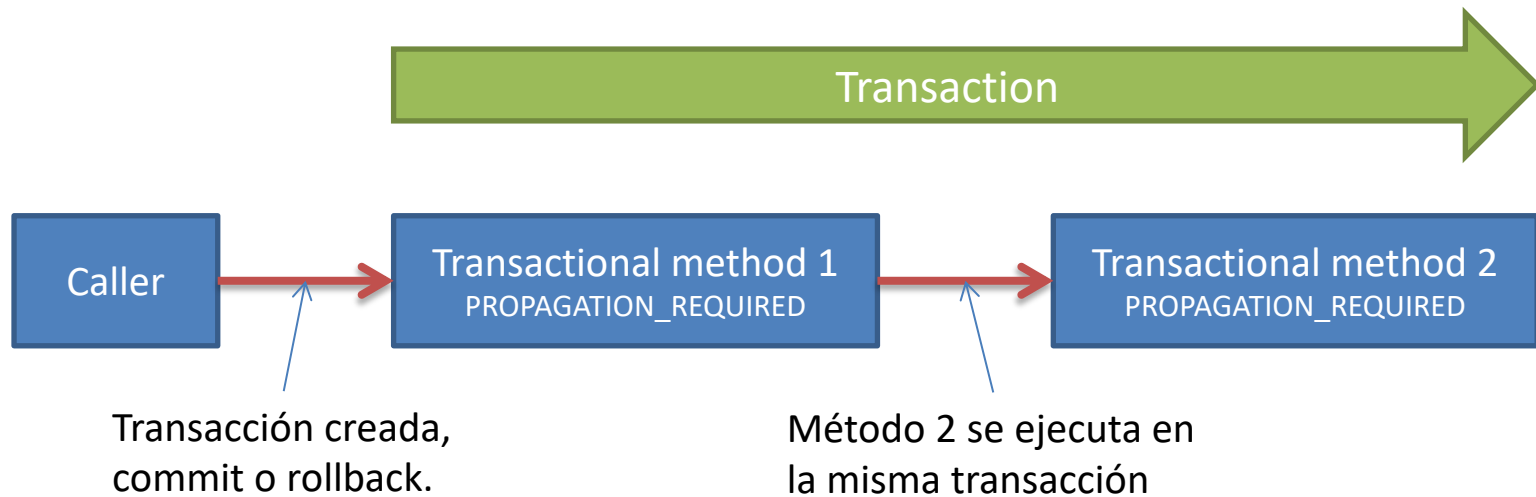 Transaction
Caller
Transactional method 1
PROPAGATION_REQUIRED
Transactional method 2
PROPAGATION_REQUIRED
Transacción creada,
commit o rollback.
Método 2 se ejecuta en
la misma transacción